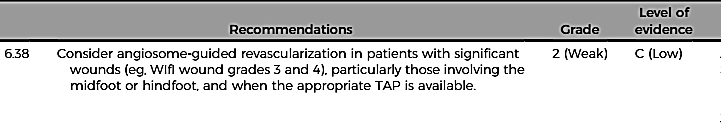 Recommendations Grade Level of evidence
6.38 Consider angiosome-guided revascularization in patients with significant 2 (Weak) C (Low)
wounds (eg, WIfI wound grades 3 and 4), particularly those involving the
midfoot or hindfoot, and when the appropriate TAP is available.